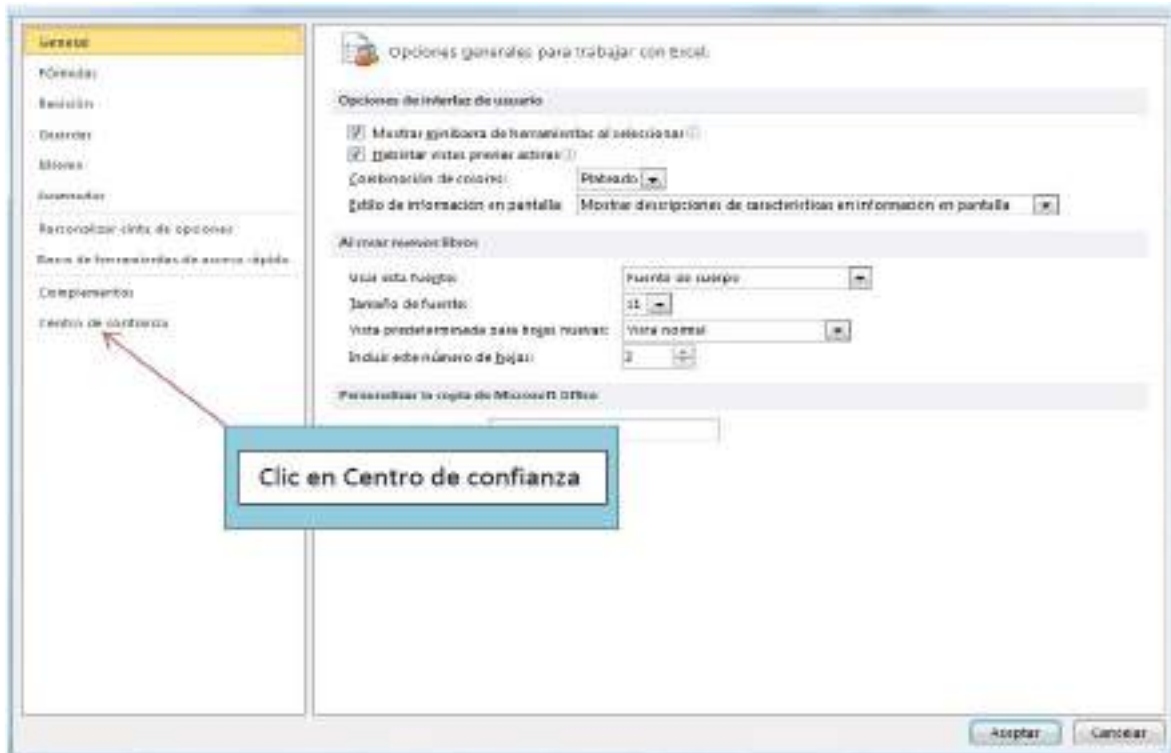 General
Fórmulas
Revisión
Guardar
Idioma
Avanzadas
Personalizar cinta de opciones
Barra de herramientas de acceso rápido
Complementos
Centro de confianza
Opciones generales para trabajar con Excel.
Opciones de interfaz de usuario
Mostrar minibarra de herramientas al seleccionar
Habilitar vistas previas activas
Combinación de colores: Plateado
Estilo de información en pantalla: Mostrar descripciones de características en información en pantalla
Al crear nuevos libros
Usar esta fuente: Fuente de cuerpo
Tamaño de fuente: 11
Vista predeterminada para hojas nuevas: Vista normal
Incluir este número de hojas:
Personalizar la copia de Microsoft Office
Clic en Centro de confianza
Aceptar Cancelar